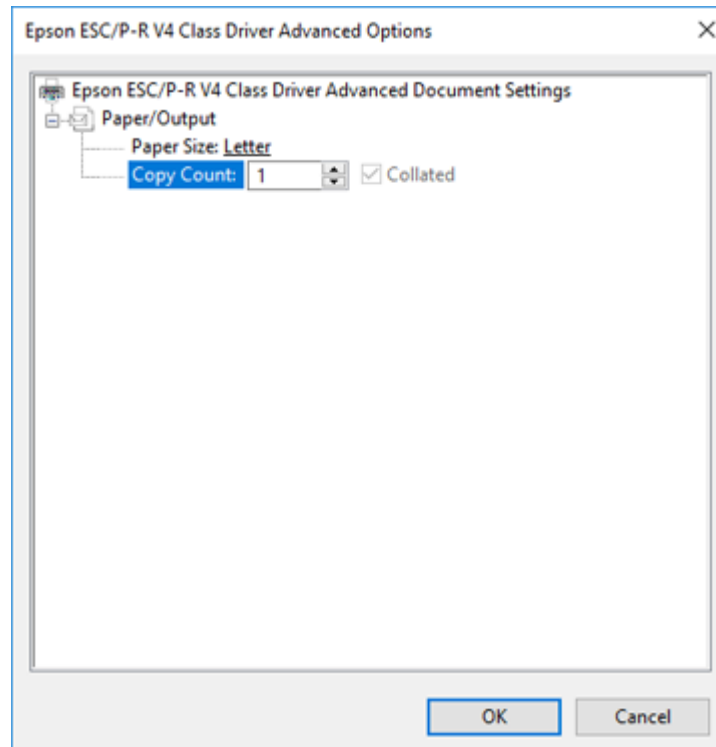 Epson ESC/P-R V4 Class Driver Advanced Options
Epson ESC/P-R V4 Class Driver Advanced Document Settings
Paper/Output
Paper Size: Letter
Copy Count: 1 Collated
OK Cancel